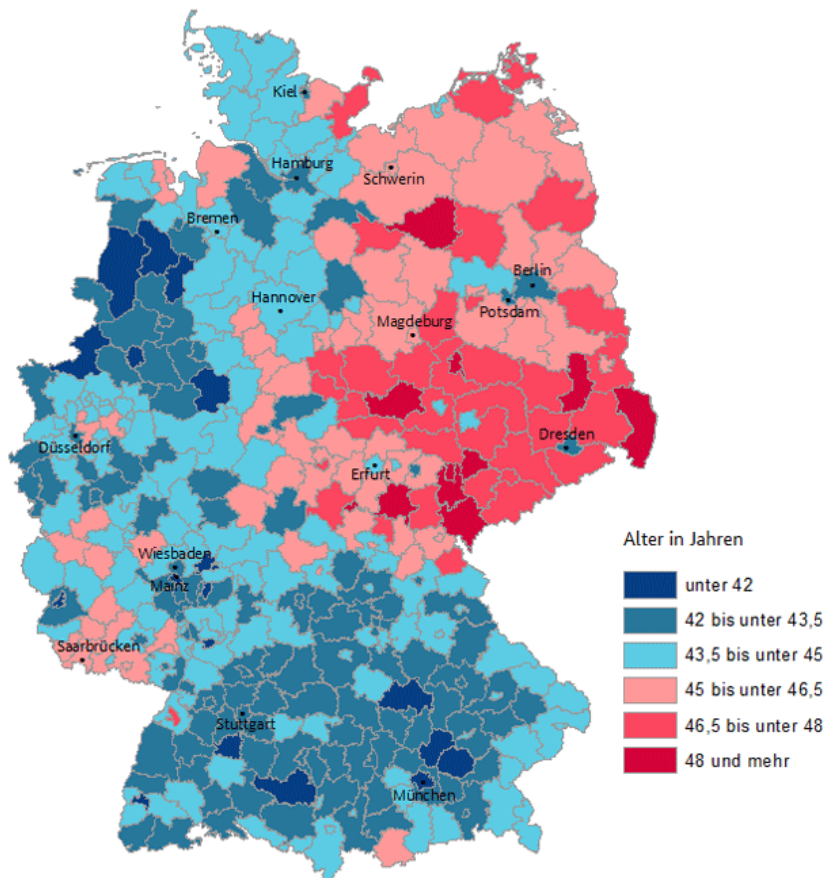 Kiel
Hamburg
Schwerin
Bremen
Berlin
Hannover
Potsdam
Magdeburg
Düsseldorf
Dresden
Erfurt
Wiesbaden
Mainz
Saarbrücken
Stuttgart
München
Alter in Jahren
unter 42
42 bis unter 43,5
43,5 bis unter 45
45 bis unter 46,5
46,5 bis unter 48
48 und mehr